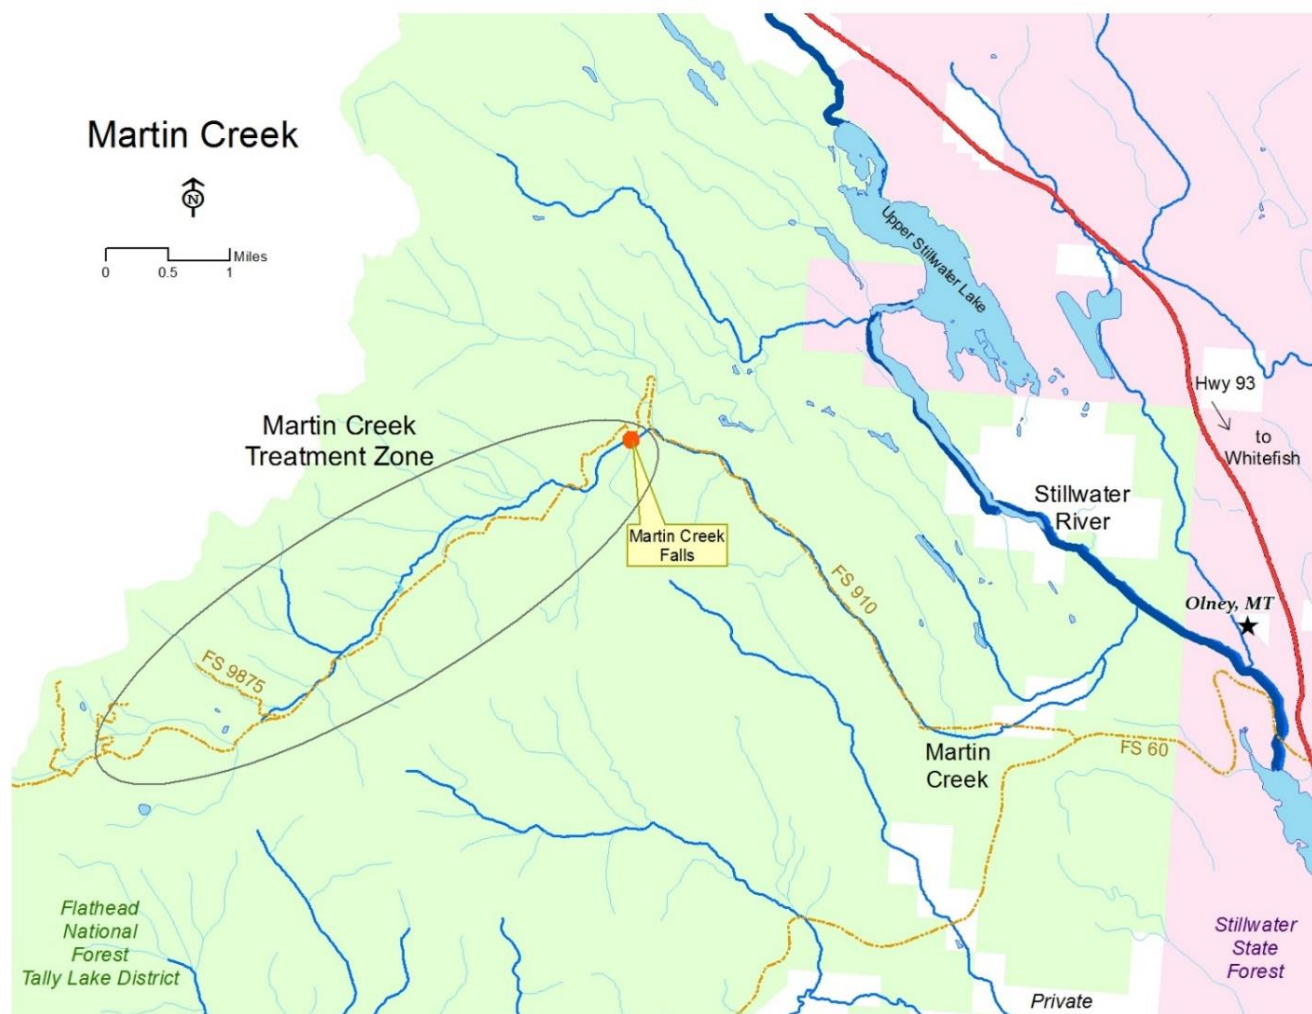 Martin Creek
N
Miles
0 0.5 1
Upper Stillwater Lake
Hwy 93
to
Whitefish
Martin Creek
Treatment Zone
Stillwater
River
Martin Creek
Falls
FS 910
Olney, MT
FS 9875
FS 60
Martin
Creek
Flathead
National
Forest
Tally Lake District
Stillwater
State
Forest
Private